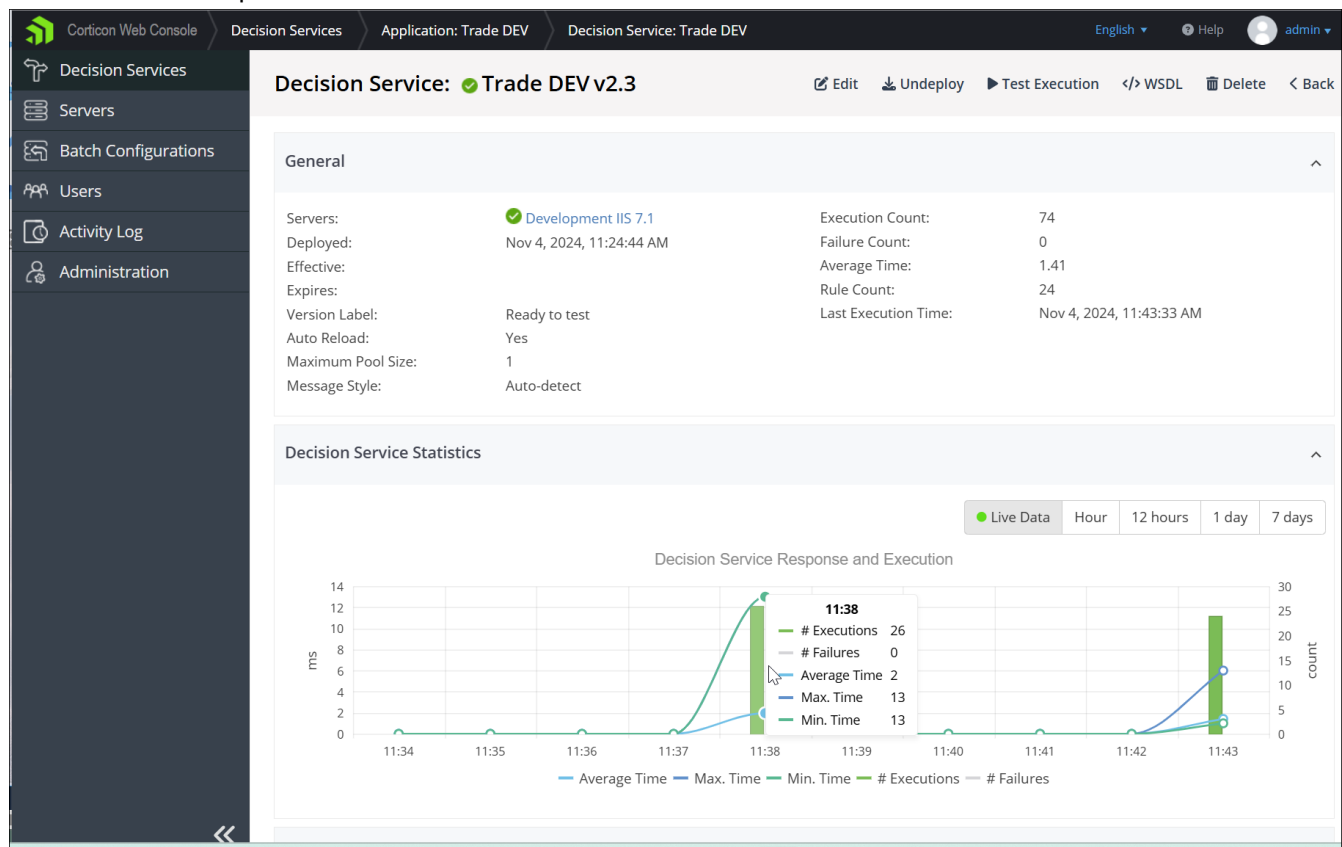 Corticon Web Console Decision Services Application: Trade DEV Decision Service: Trade DEV English Help admin
Decision Services
Servers
Batch Configurations
Users
Activity Log
Administration
Decision Service: Trade DEV v2.3 Edit Undeploy Test Execution </> WSDL Delete < Back
General
Servers: Development IIS 7.1 Execution Count: 74
Deployed: Nov 4, 2024, 11:24:44 AM Failure Count: 0
Effective: Average Time: 1.41
Expires: Rule Count: 24
Version Label: Ready to test Last Execution Time: Nov 4, 2024, 11:43:33 AM
Auto Reload: Yes
Maximum Pool Size: 1
Message Style: Auto-detect
Decision Service Statistics
Live Data Hour 12 hours 1 day 7 days
Decision Service Response and Execution
14 30
12 25
10 20
8 15
6 10
4 5
2 0
0
ms
count
11:38
# Executions 26
# Failures 0
Average Time 2
Max. Time 13
Min. Time 13
11:34 11:35 11:36 11:37 11:38 11:39 11:40 11:41 11:42 11:43
Average Time Max. Time Min. Time # Executions # Failures